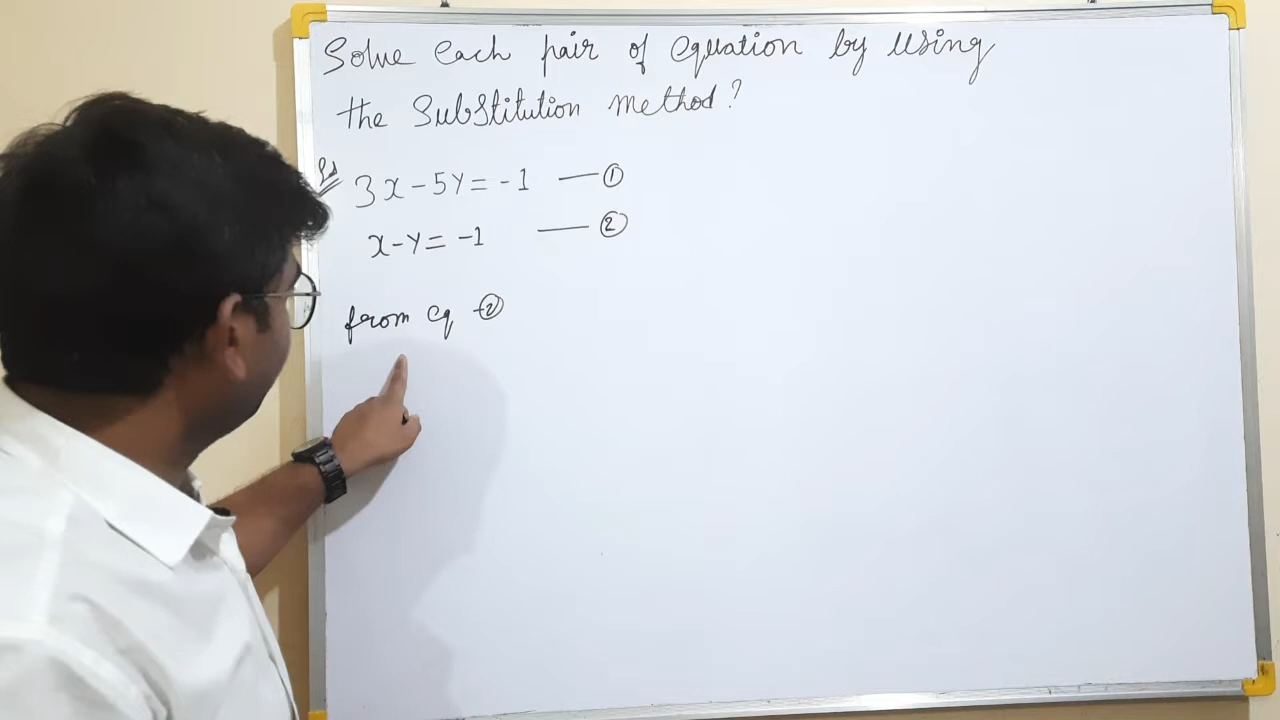 Solve each pair of equation by using
the Substitution method?
3x-5y=-1 —①
x-y=-1 —②
from eq -②